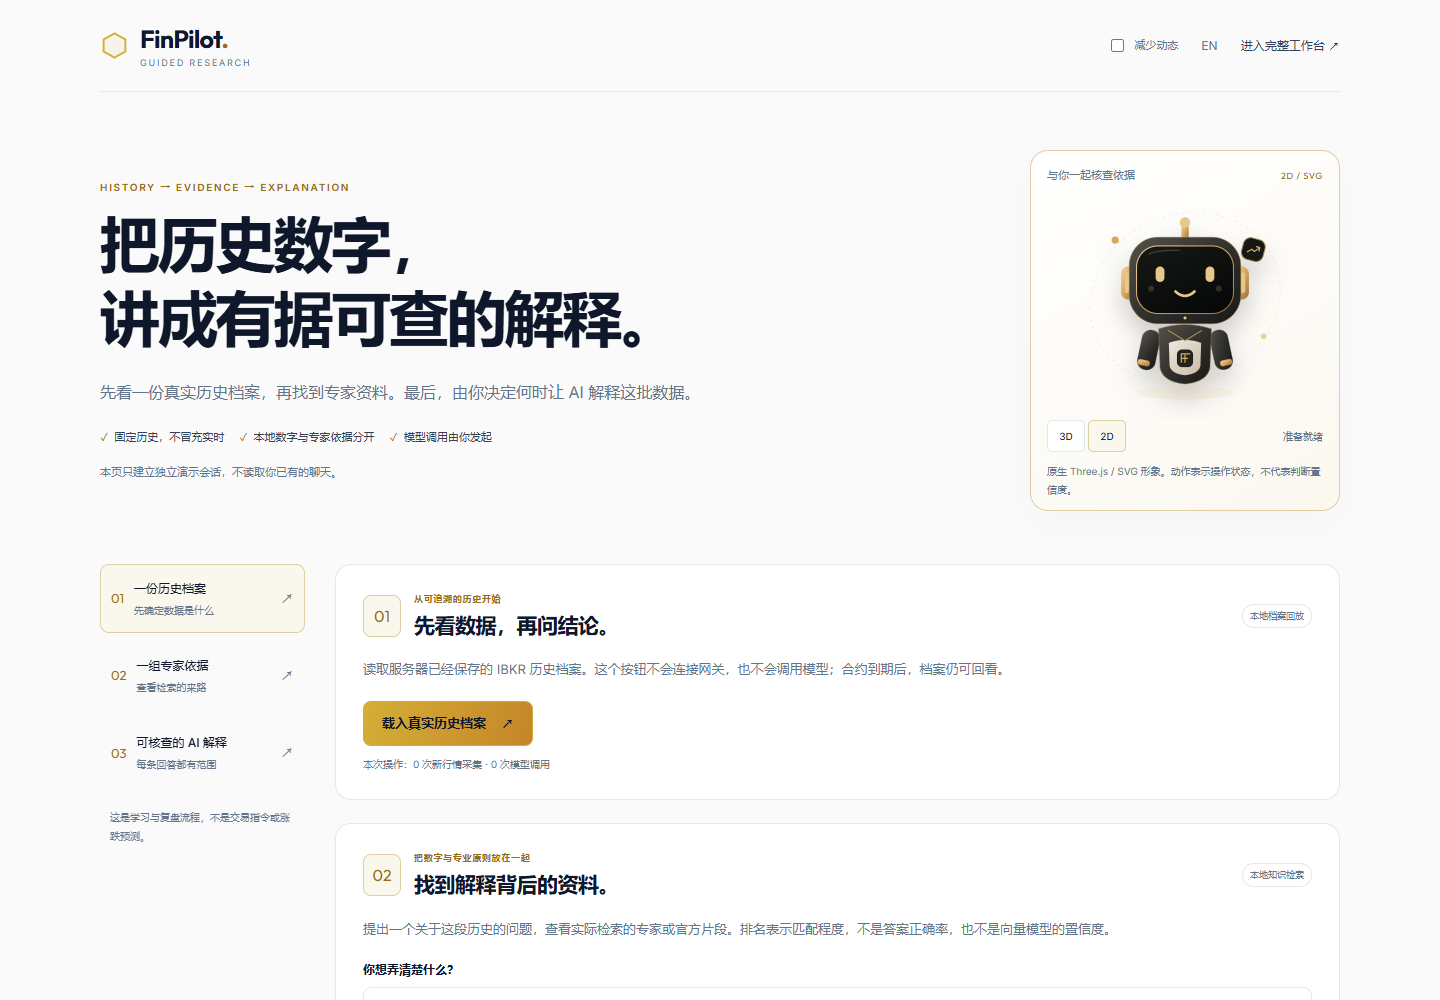 FinPilot.
GUIDED RESEARCH
减少动态
EN
进入完整工作台 ↗
HISTORY → EVIDENCE → EXPLANATION
把历史数字，
讲成有据可查的解释。
先看一份真实历史档案，再找到专家资料。最后，由你决定何时让 AI 解释这批数据。
✓ 固定历史，不冒充实时 ✓ 本地数字与专家依据分开 ✓ 模型调用由你发起
本页只建立独立演示会话，不读取你已有的聊天。
与你一起核查依据
2D / SVG
3D
2D
准备就绪
原生 Three.js / SVG 形象。动作表示操作状态，不代表判断置
信度。
01
一份历史档案
先确定数据是什么
↗
02
一组专家依据
查看检索的来路
↗
03
可核查的 AI 解释
每条回答都有范围
↗
这是学习与复盘流程，不是交易指令或涨
跌预测。
01
从可追溯的历史开始
先看数据，再问结论。
本地档案回放
读取服务器已经保存的 IBKR 历史档案。这个按钮不会连接网关，也不会调用模型；合约到期后，档案仍可回看。
载入真实历史档案 ↗
本次操作：0 次新行情采集 · 0 次模型调用
02
把数字与专业原则放在一起
找到解释背后的资料。
本地知识检索
提出一个关于这段历史的问题，查看实际检索的专家或官方片段。排名表示匹配程度，不是答案正确率，也不是向量模型的置信度。
你想弄清楚什么？